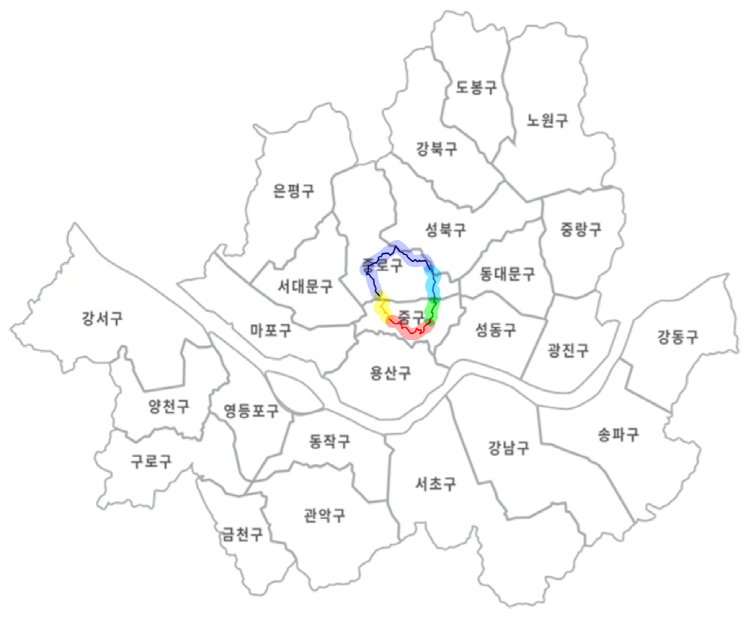 도봉구
노원구
강북구
은평구
성북구
중랑구
종로구
동대문구
서대문구
강서구
마포구
중구
성동구
강동구
광진구
용산구
양천구
영등포구
동작구
강남구
송파구
구로구
서초구
관악구
금천구